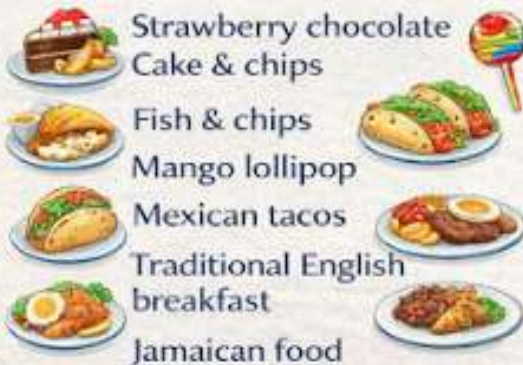 Strawberry chocolate
Cake & chips
Fish & chips
Mango lollipop
Mexican tacos
Traditional English
breakfast
Jamaican food